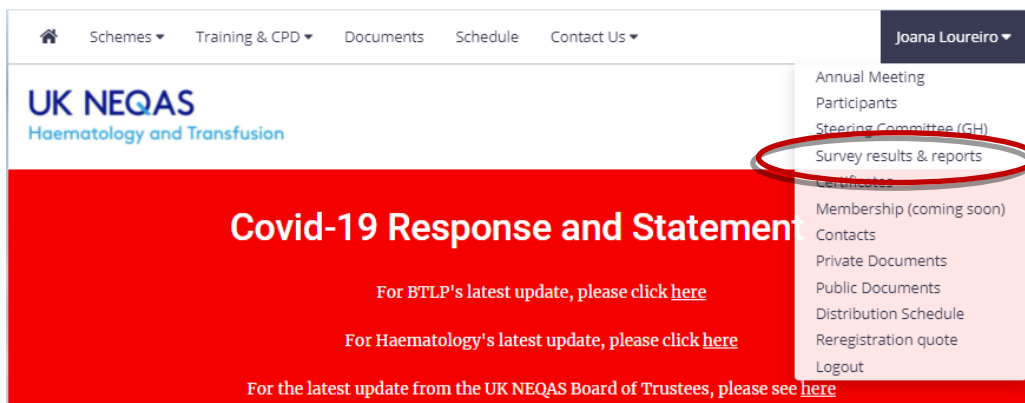 Schemes Training & CPD Documents Schedule Contact Us Joana Loureiro
UK NEQAS
Haematology and Transfusion
Annual Meeting
Participants
Steering Committee (GH)
Survey results & reports
Certificates
Membership (coming soon)
Contacts
Private Documents
Public Documents
Distribution Schedule
Reregistration quote
Logout
Covid-19 Response and Statement
For BTLP's latest update, please click here
For Haematology's latest update, please click here
For the latest update from the UK NEQAS Board of Trustees, please see here